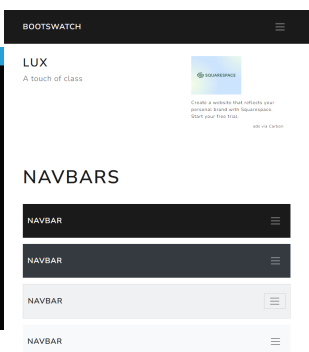 BOOTSWATCH
LUX
A touch of class
SQUARESPACE
Create a website that reflects your
personal brand with Squarespace.
Start your free trial.
ads via Carbon
NAVBARS
NAVBAR
NAVBAR
NAVBAR
NAVBAR